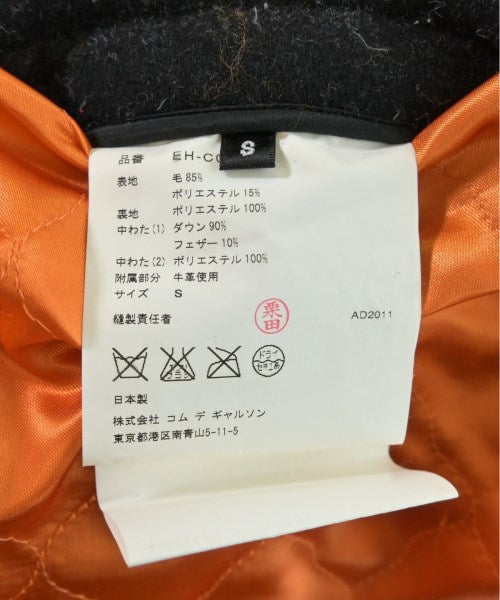 S
品番 EH-C
表地 毛 85%
ポリエステル 15%
裏地 ポリエステル 100%
中わた (1) ダウン 90%
フェザー 10%
中わた (2) ポリエステル 100%
附属部分 牛革使用
サイズ S
縫製責任者 栗田 AD2011
ドライ セキユ系
日本製
株式会社 コム デ ギャルソン
東京都港区南青山5-11-5